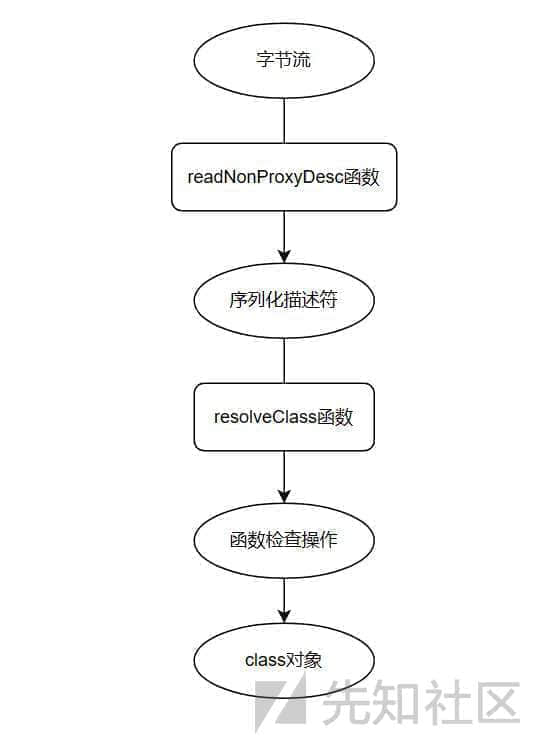 字节流
readNonProxyDesc函数
序列化描述符
resolveClass函数
函数检查操作
class对象
先知社区